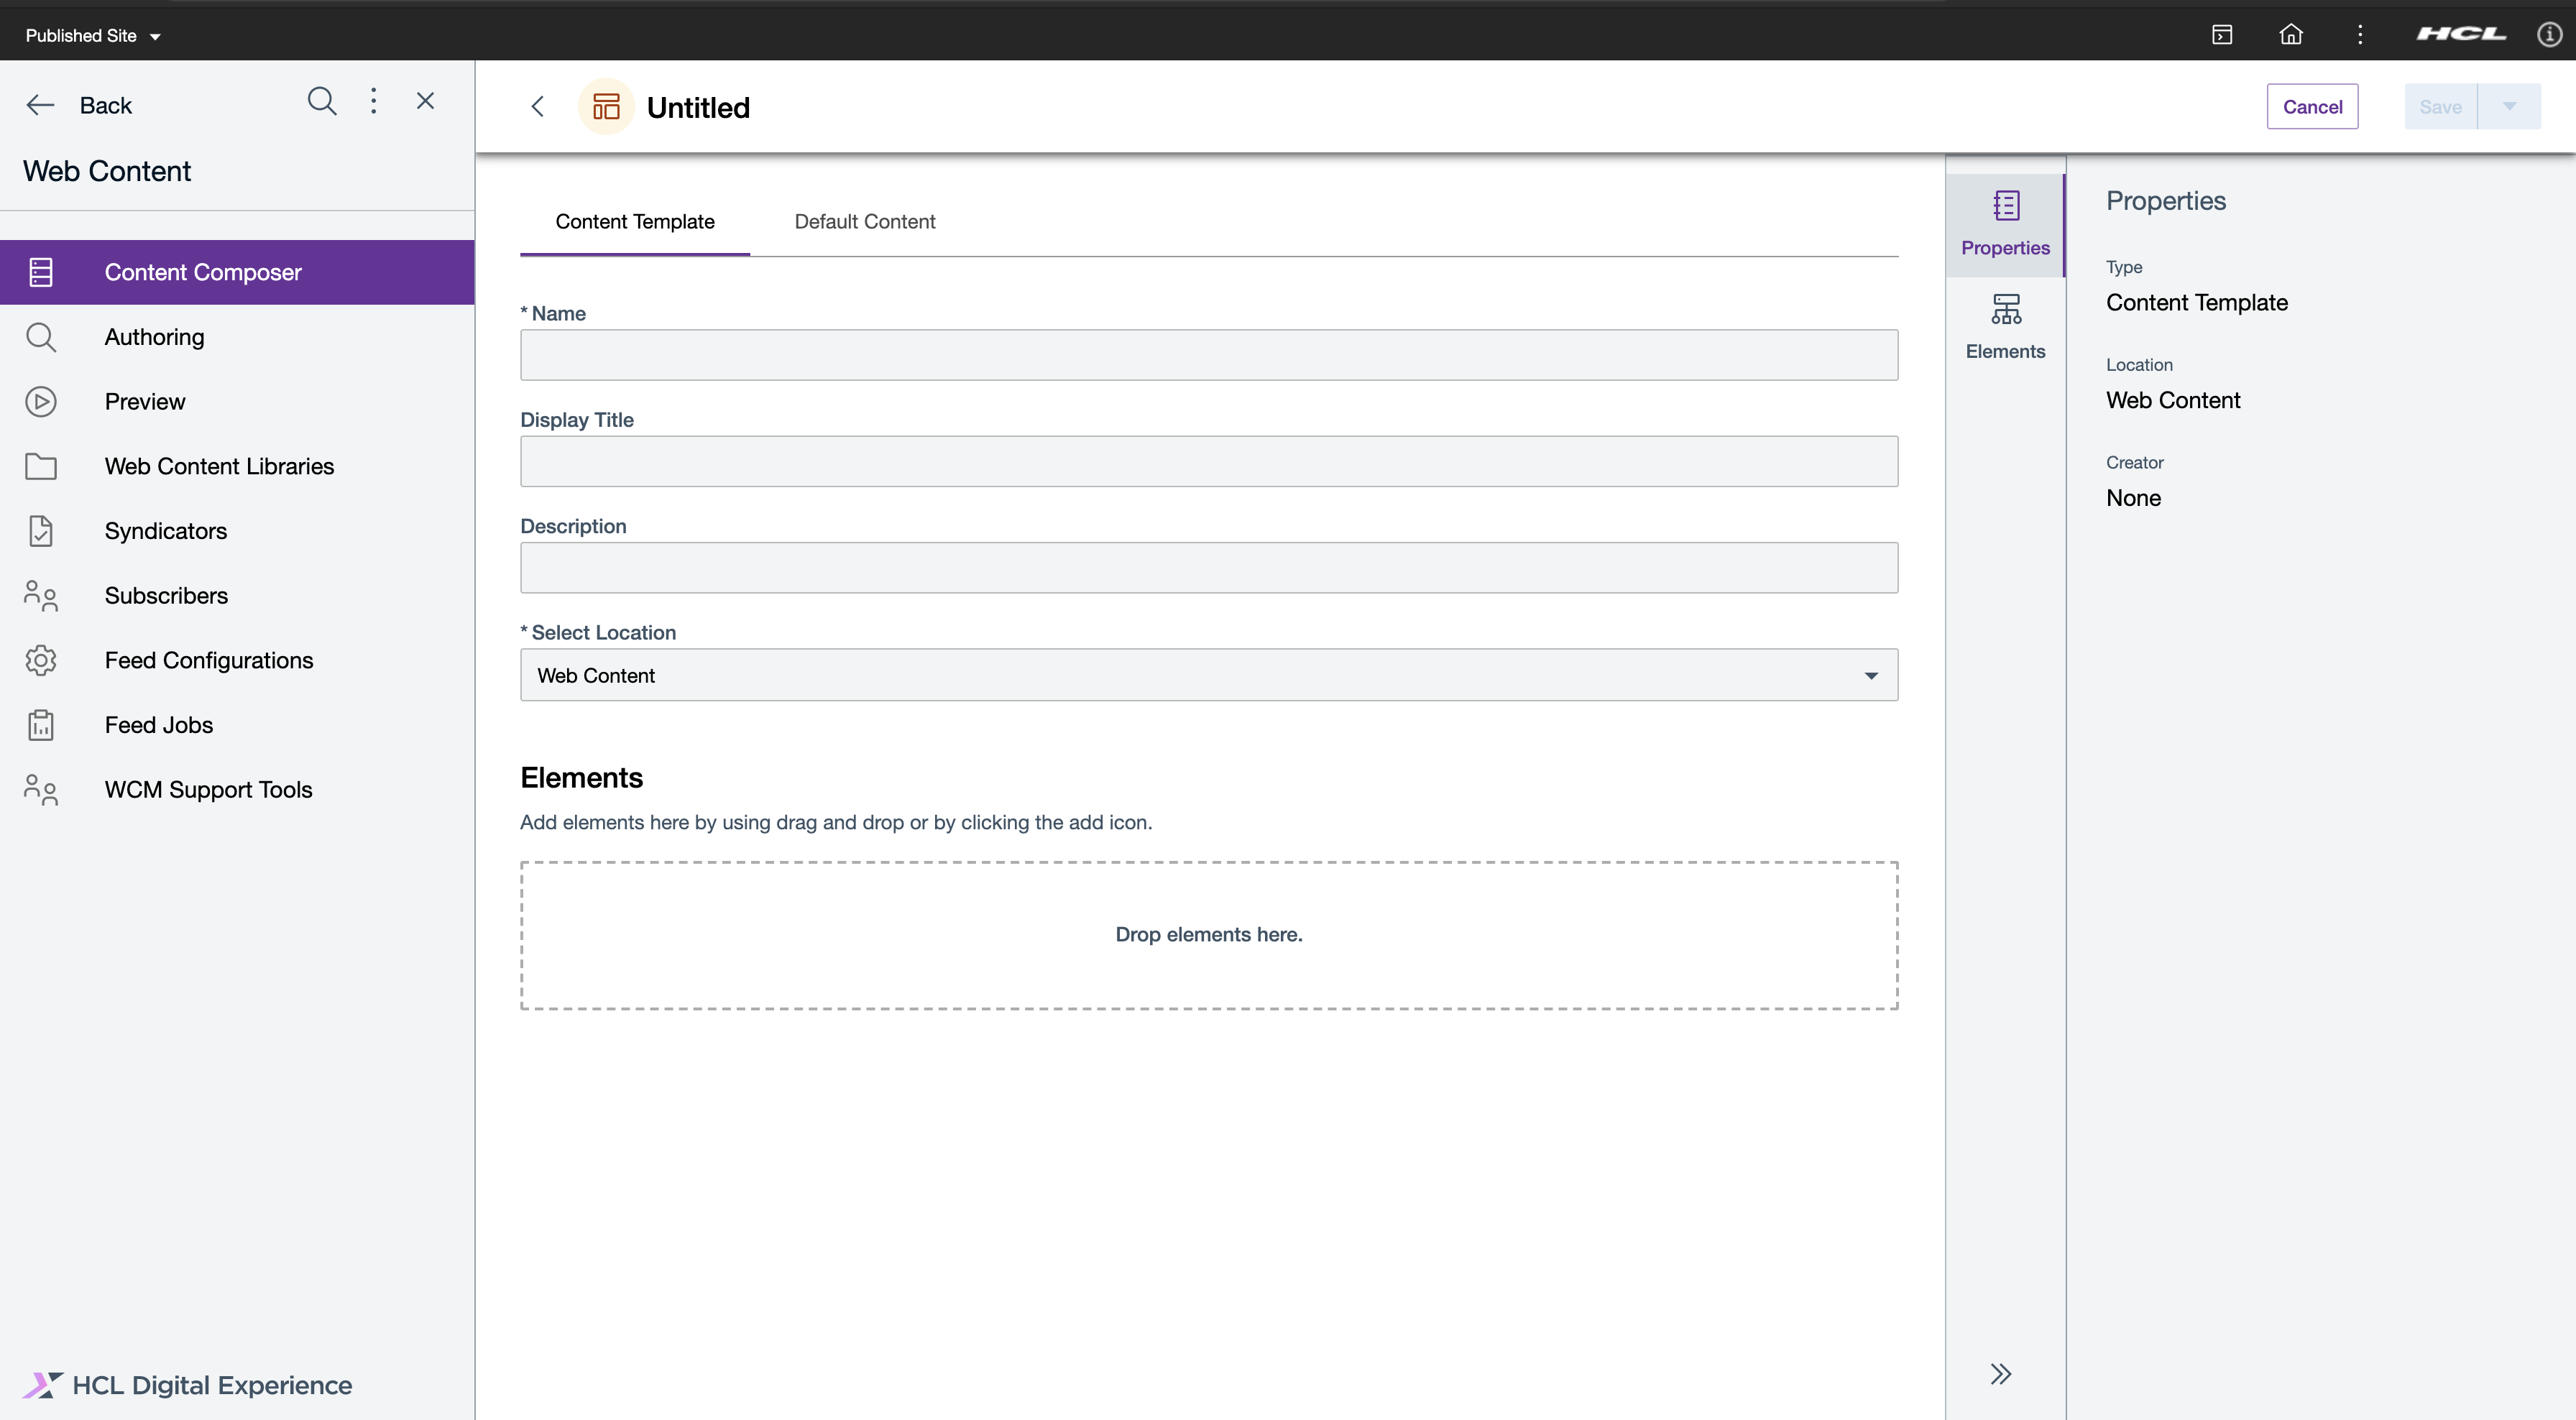 Published Site
HCL
Back
Web Content
Content Composer
Authoring
Preview
Web Content Libraries
Syndicators
Subscribers
Feed Configurations
Feed Jobs
WCM Support Tools
HCL Digital Experience
Untitled
Cancel
Save
Content Template
Default Content
* Name
Display Title
Description
* Select Location
Web Content
Elements
Add elements here by using drag and drop or by clicking the add icon.
Drop elements here.
Properties
Elements
Properties
Type
Content Template
Location
Web Content
Creator
None